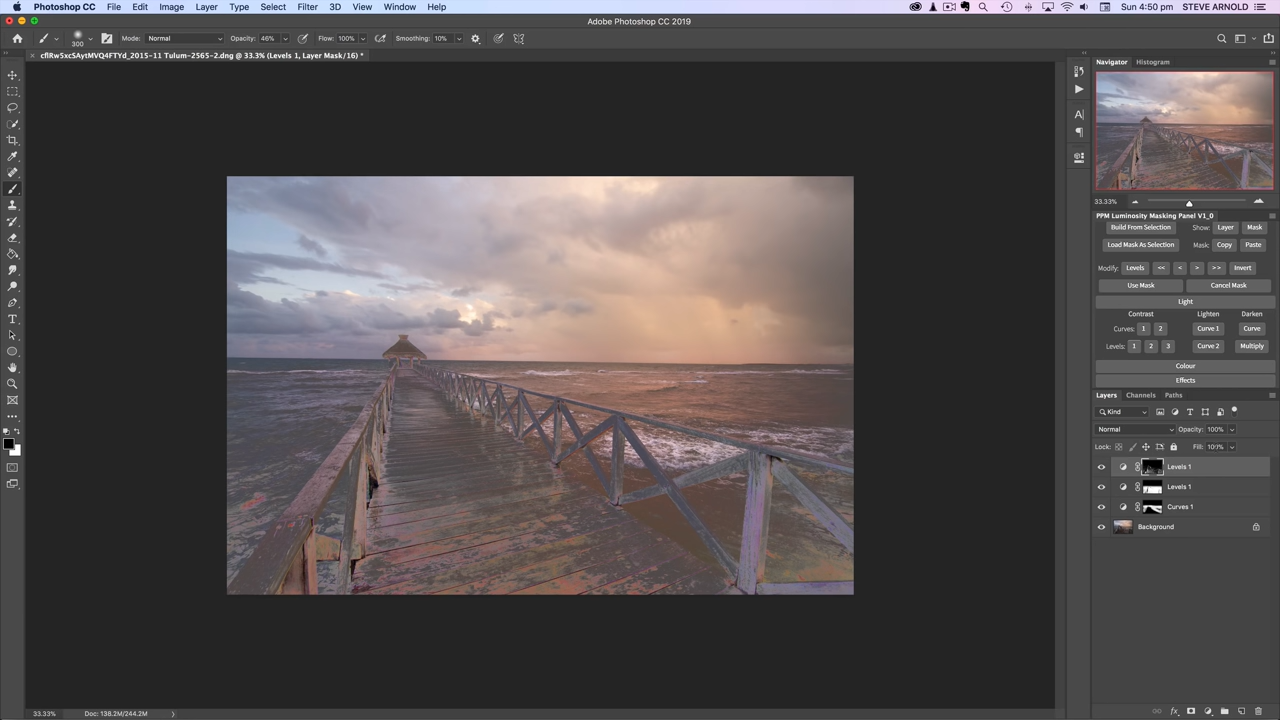 Photoshop CC File Edit Image Layer Type Select Filter 3D View Window Help Sun 4:50 pm STEVE ARNOLD
Adobe Photoshop CC 2019
300 Mode: Normal Opacity: 46% Flow: 100% Smoothing: 10%
cflRw5xcSAytMVQ4FTYd_2015-11 Tulum-2565-2.dng @ 33.3% (Levels 1, Layer Mask/16) *
Navigator Histogram
33.33%
PPM Luminosity Masking Panel V1_0
Build From Selection Show: Layer Mask
Load Mask As Selection Mask: Copy Paste
Modify: Levels << < > >> Invert
Use Mask Cancel Mask
Light
Contrast Lighten Darken
Curves: 1 2 Curve 1 Curve
Levels: 1 2 3 Curve 2 Multiply
Colour
Effects
Layers Channels Paths
Kind
Normal Opacity: 100%
Lock: Fill: 100%
Levels 1
Levels 1
Curves 1
Background
33.33% Doc: 138.2M/244.2M